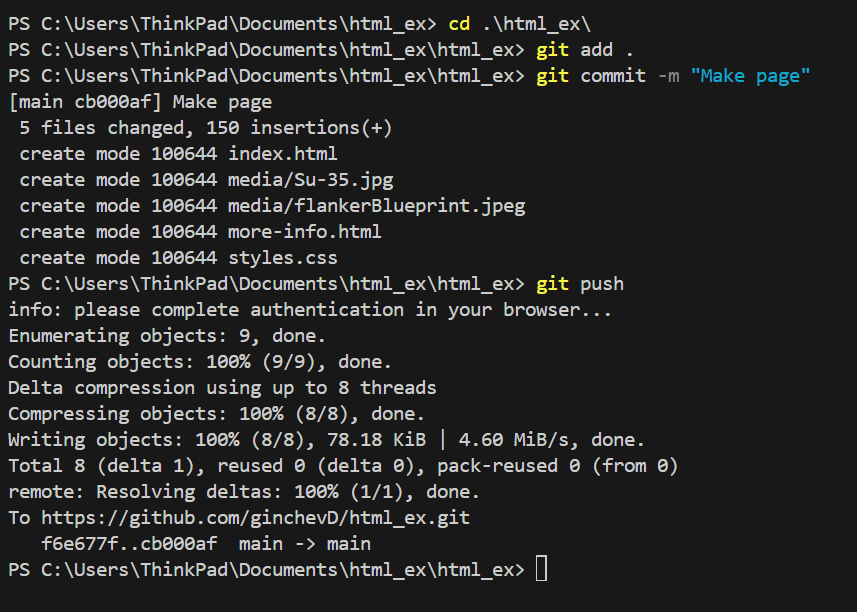 PS C:\Users\ThinkPad\Documents\html_ex> cd .\html_ex\
PS C:\Users\ThinkPad\Documents\html_ex\html_ex> git add .
PS C:\Users\ThinkPad\Documents\html_ex\html_ex> git commit -m "Make page"
[main cb000af] Make page
 5 files changed, 150 insertions(+)
 create mode 100644 index.html
 create mode 100644 media/Su-35.jpg
 create mode 100644 media/flankerBlueprint.jpeg
 create mode 100644 more-info.html
 create mode 100644 styles.css
PS C:\Users\ThinkPad\Documents\html_ex\html_ex> git push
info: please complete authentication in your browser...
Enumerating objects: 9, done.
Counting objects: 100% (9/9), done.
Delta compression using up to 8 threads
Compressing objects: 100% (8/8), done.
Writing objects: 100% (8/8), 78.18 KiB | 4.60 MiB/s, done.
Total 8 (delta 1), reused 0 (delta 0), pack-reused 0 (from 0)
remote: Resolving deltas: 100% (1/1), done.
To https://github.com/ginchevD/html_ex.git
   f6e677f..cb000af  main -> main
PS C:\Users\ThinkPad\Documents\html_ex\html_ex>